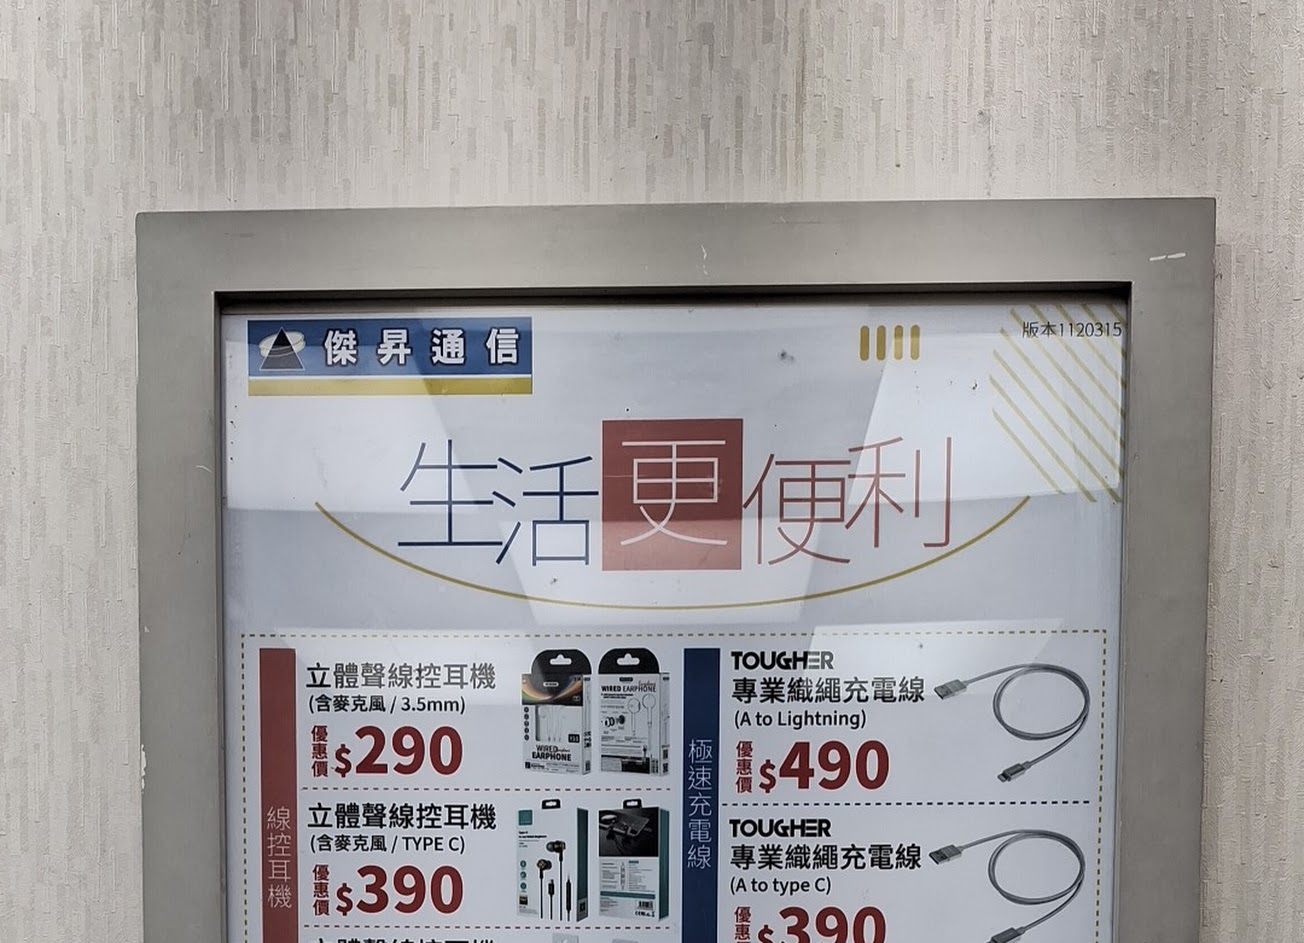 傑昇通信
版本1120315
生活更便利
線控耳機
立體聲線控耳機
(含麥克風 / 3.5mm)
優惠價 $290
WIRED EARPHONE
WIRED EARPHONE
立體聲線控耳機
(含麥克風 / TYPE C)
優惠價 $390
極速充電線
TOUGHER
專業織繩充電線
(A to Lightning)
優惠價 $490
TOUGHER
專業織繩充電線
(A to type C)
優惠 $390